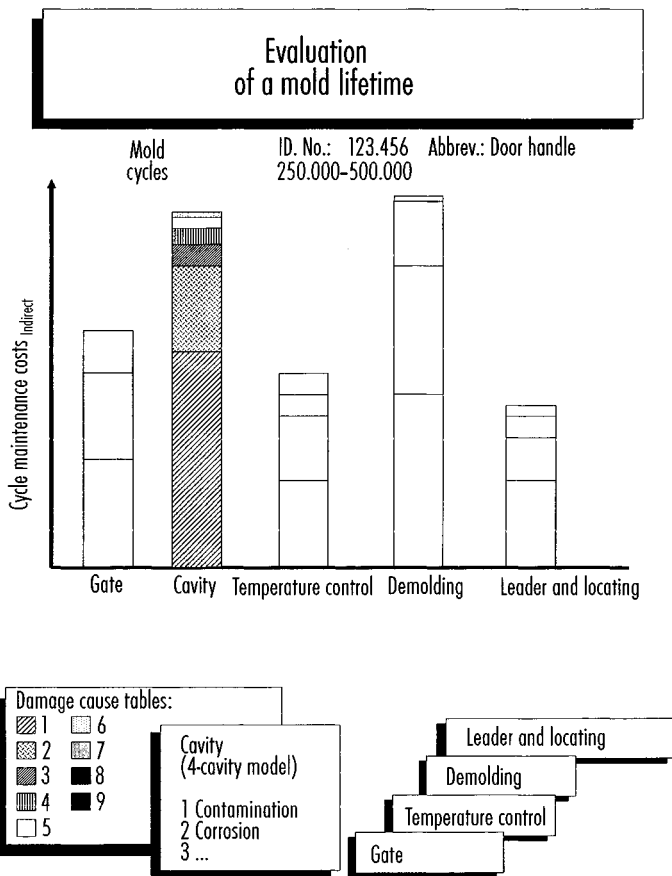 Evaluation
of a mold lifetime
Mold ID. No.: 123.456 Abbrev.: Door handle
cycles 250.000–500.000
Cycle maintenance costs Indirect
Gate Cavity Temperature control Demolding Leader and locating
Damage cause tables:
1 6
2 7
3 8
4 9
5
Cavity
(4-cavity model)
1 Contamination
2 Corrosion
3 ...
Leader and locating
Demolding
Temperature control
Gate